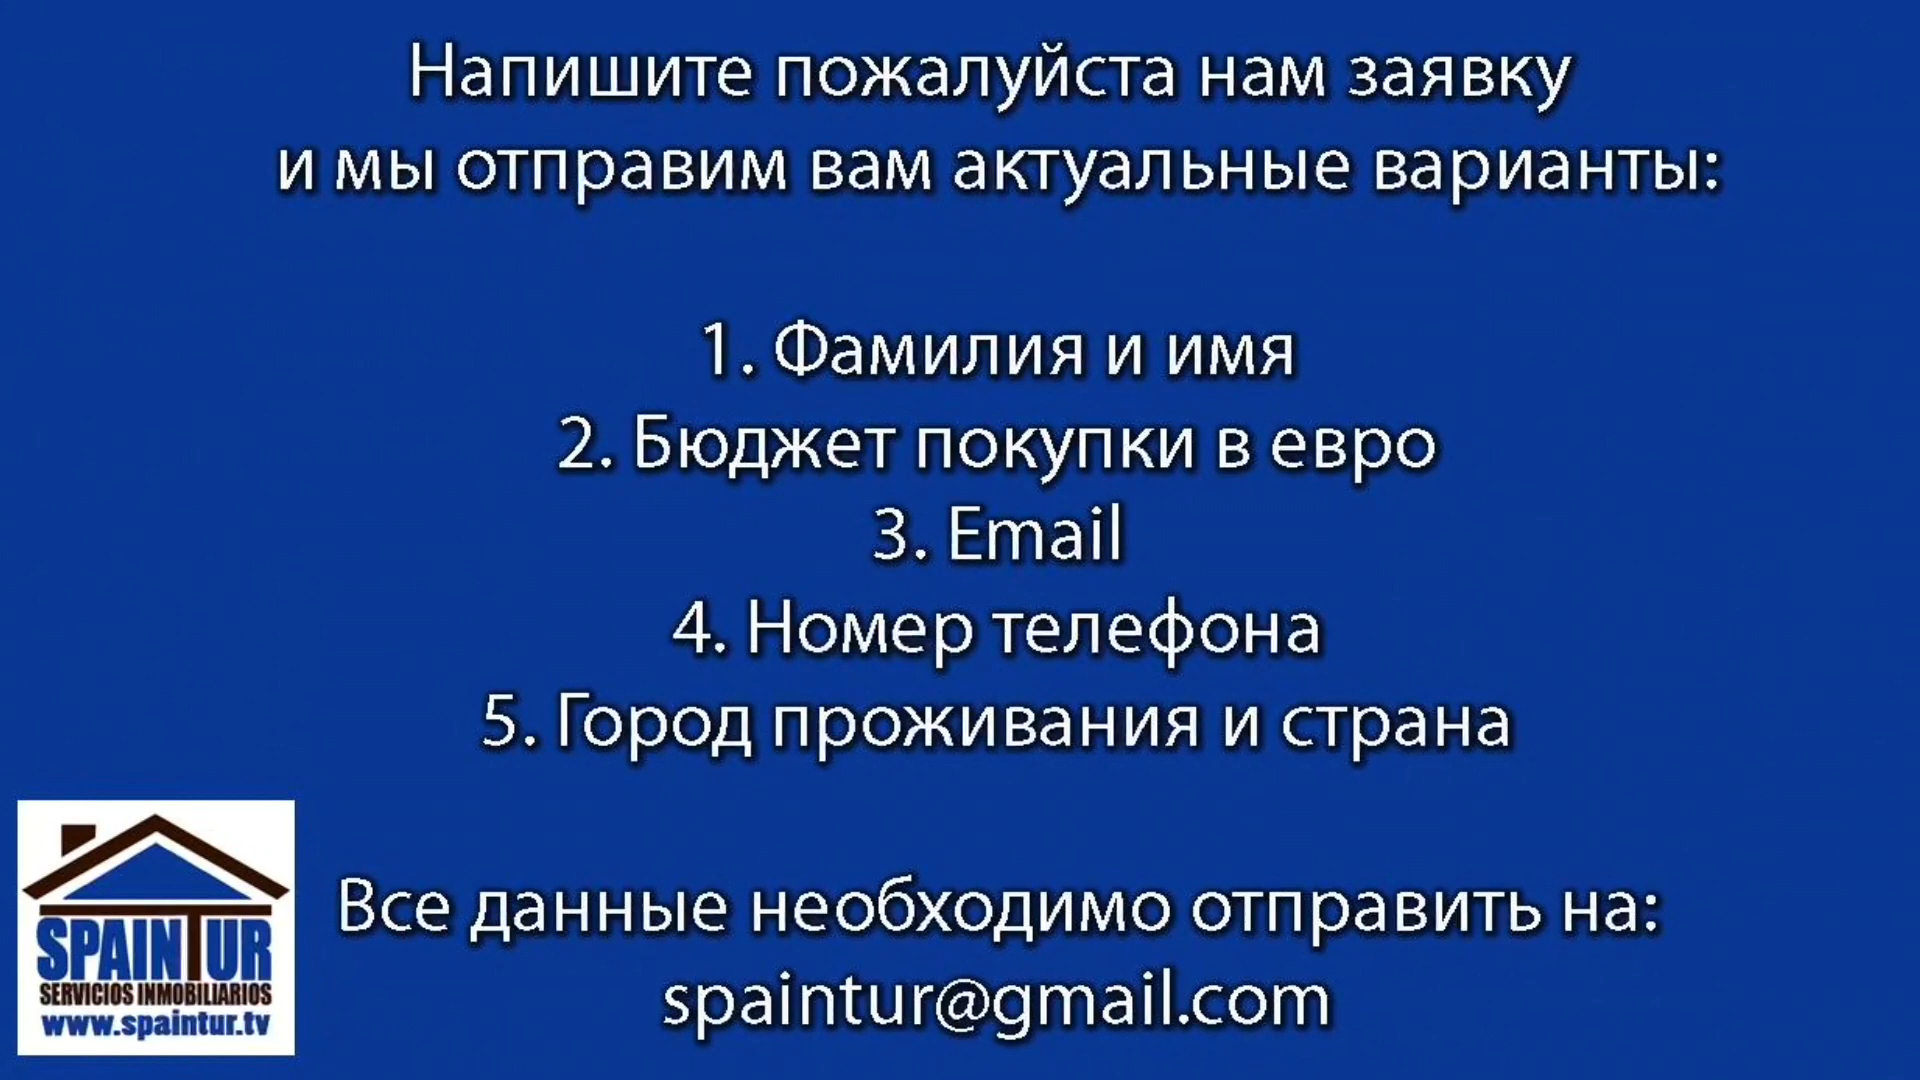 Напишите пожалуйста нам заявку
и мы отправим вам актуальные варианты:
1. Фамилия и имя
2. Бюджет покупки в евро
3. Email
4. Номер телефона
5. Город проживания и страна
Все данные необходимо отправить на:
spaintur@gmail.com
SPAINTUR
SERVICIOS INMOBILIARIOS
www.spaintur.tv